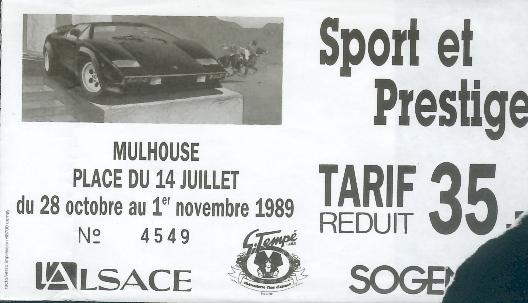 Sport et
Prestige
MULHOUSE
PLACE DU 14 JUILLET
du 28 octobre au 1er novembre 1989
No 4549
TARIF
REDUIT 35
L'ALSACE
G. Tempé
SOGEN